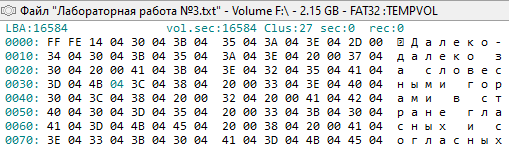 Файл "Лабораторная работа №3.txt" - Volume F:\ - 2.15 GB - FAT32 :TEMPVOL
LBA:16584 vol.sec:16584 Clus:27 sec:0 rec:0
0000: FF FE 14 04 30 04 3B 04 35 04 3A 04 3E 04 2D 00 Далеко-
0010: 34 04 30 04 3B 04 35 04 3A 04 3E 04 20 00 37 04 далеко з
0020: 30 04 20 00 41 04 3B 04 3E 04 32 04 35 04 41 04 а словес
0030: 3D 04 4B 04 3C 04 38 04 20 00 33 04 3E 04 40 04 ными гор
0040: 30 04 3C 04 38 04 20 00 32 04 20 00 41 04 42 04 ами в ст
0050: 40 04 30 04 3D 04 35 04 20 00 33 04 3B 04 30 04 ране гла
0060: 41 04 3D 04 4B 04 45 04 20 00 38 04 20 00 41 04 сных и с
0070: 3E 04 33 04 3B 04 30 04 41 04 3D 04 4B 04 45 04 огласных